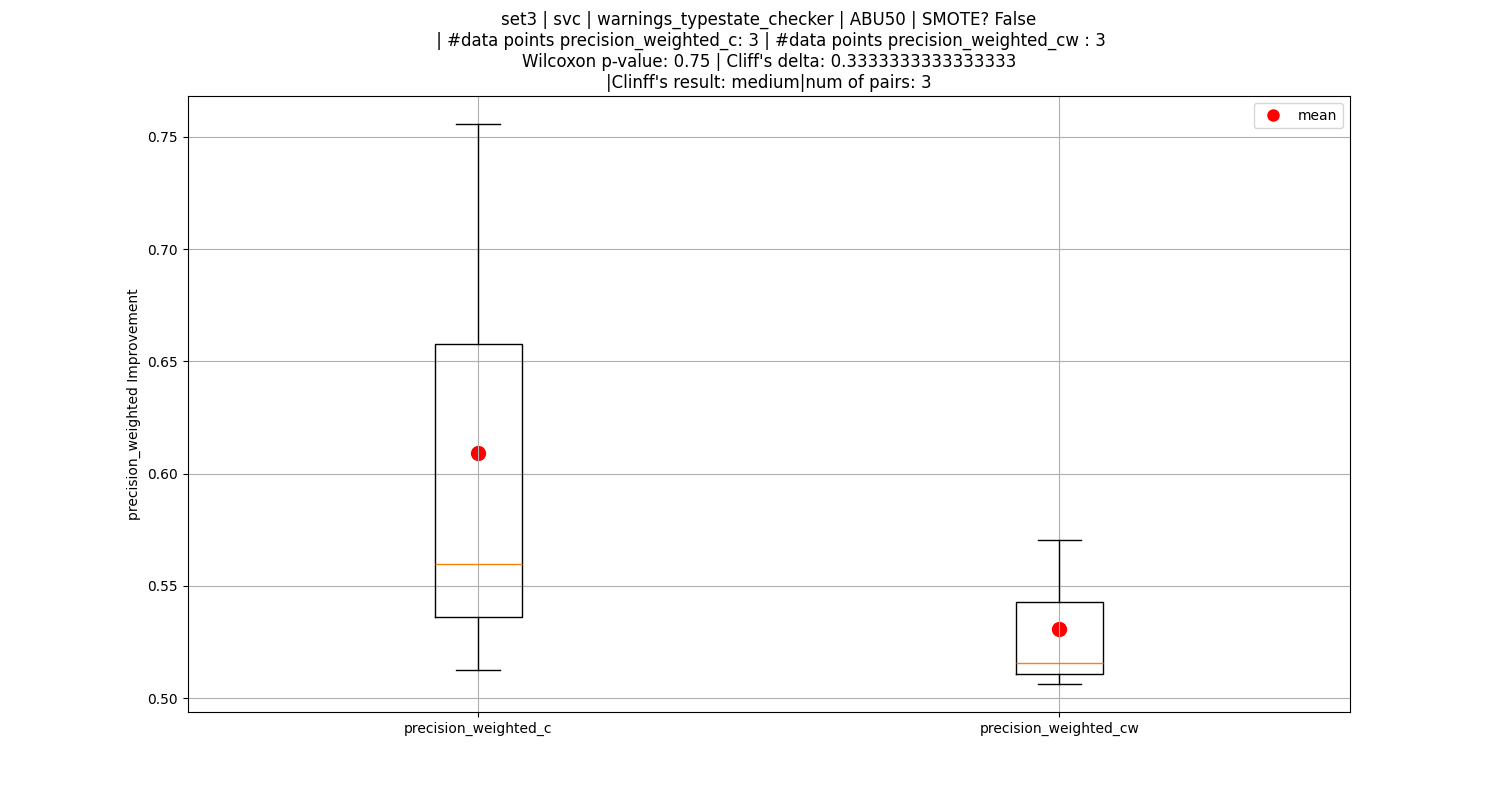 set3 | svc | warnings_typestate_checker | ABU50 | SMOTE? False
| #data points precision_weighted_c: 3 | #data points precision_weighted_cw : 3
Wilcoxon p-value: 0.75 | Cliff's delta: 0.3333333333333333
|Clinff's result: medium|num of pairs: 3
mean
0.75
0.70
0.65
0.60
0.55
0.50
precision_weighted Improvement
precision_weighted_c
precision_weighted_cw